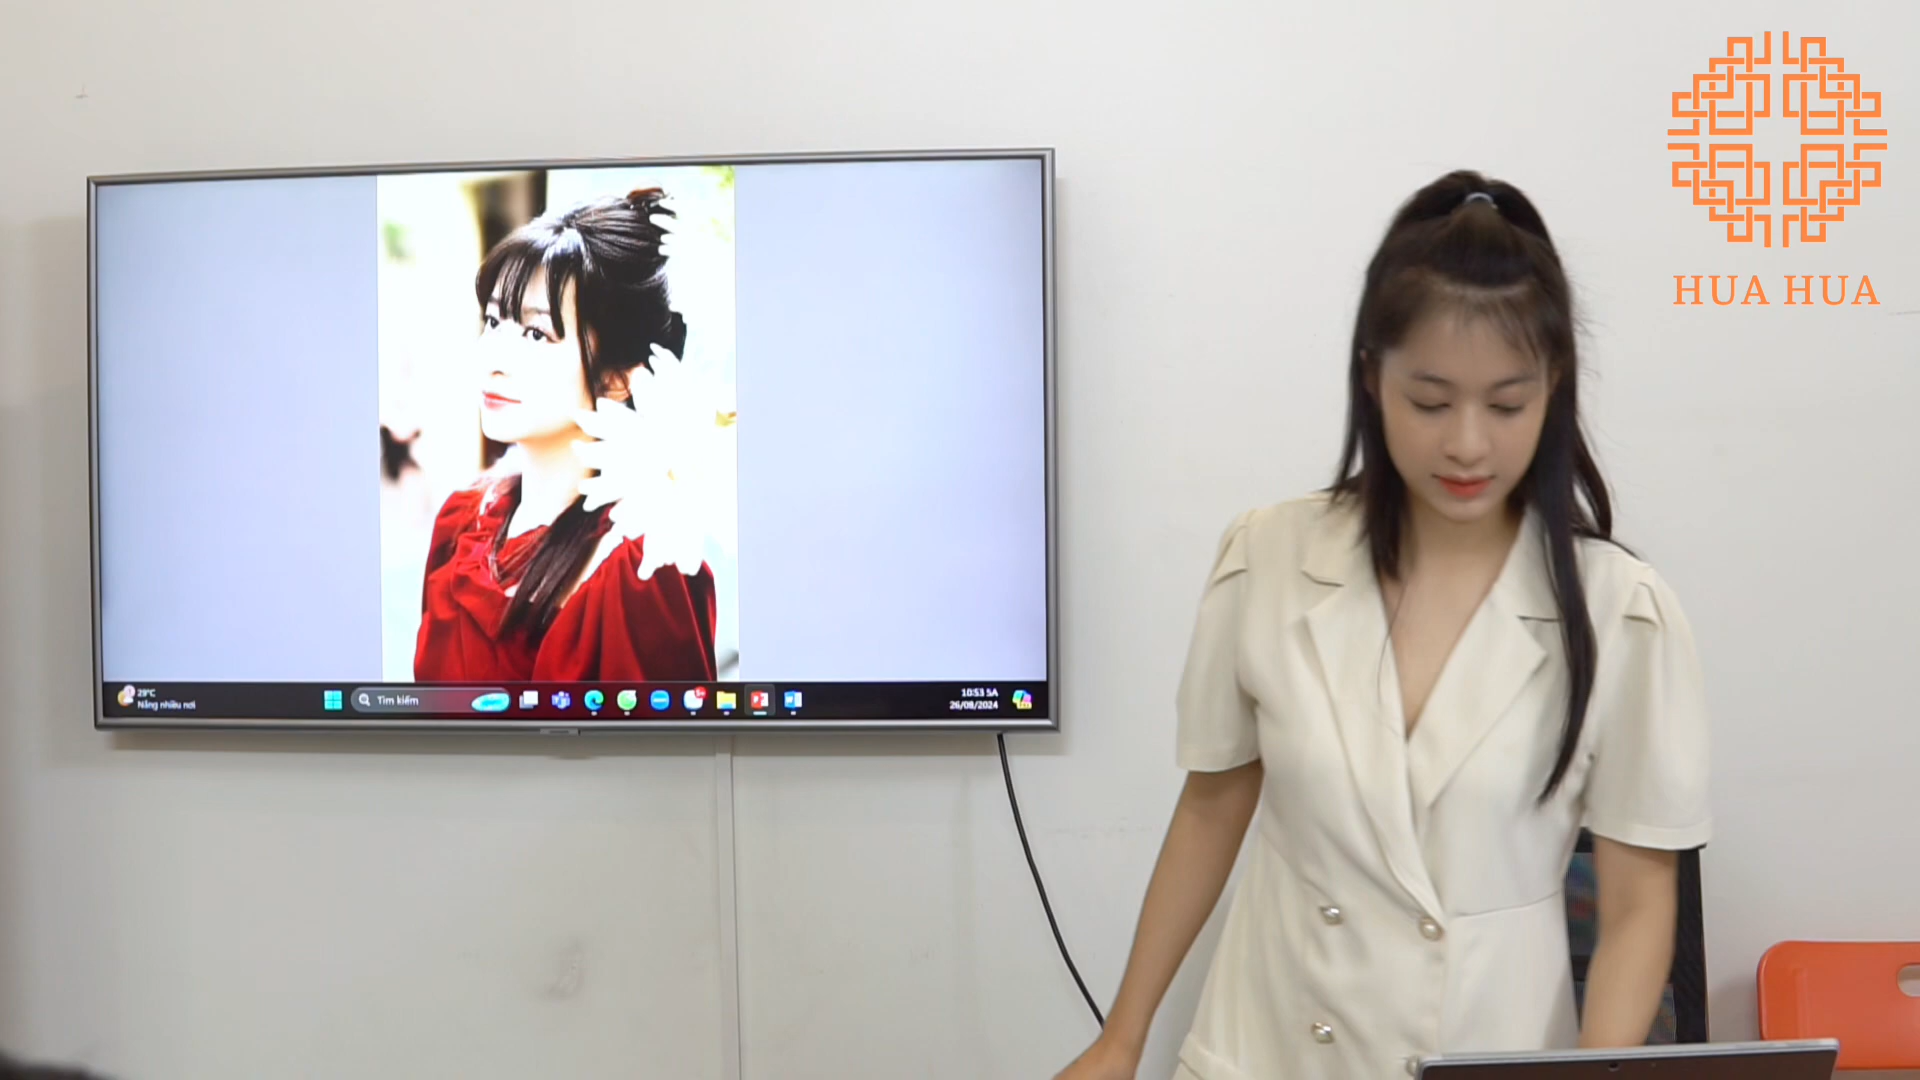 HUA HUA
29°C
Nắng nhiều nơi
Tìm kiếm
10:53 SA
26/08/2024